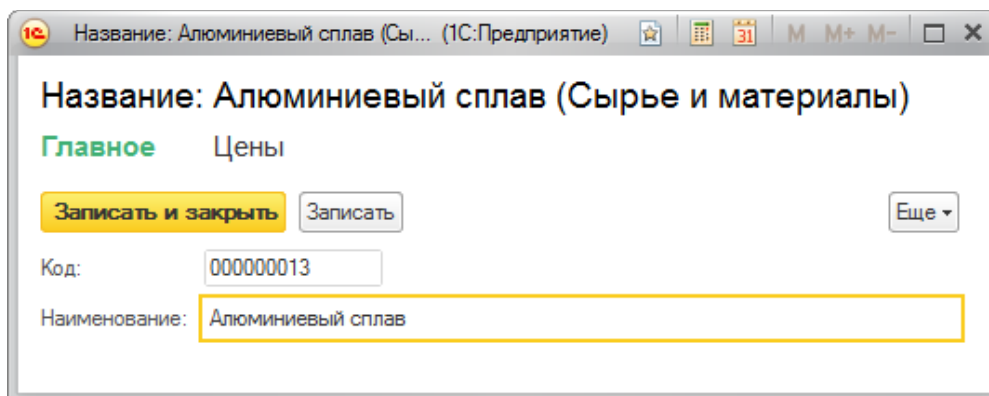 1С Название: Алюминиевый сплав (Сы... (1С:Предприятие) 31 M M+ M-
Название: Алюминиевый сплав (Сырье и материалы)
Главное Цены
Записать и закрыть Записать Еще
Код: 000000013
Наименование: Алюминиевый сплав